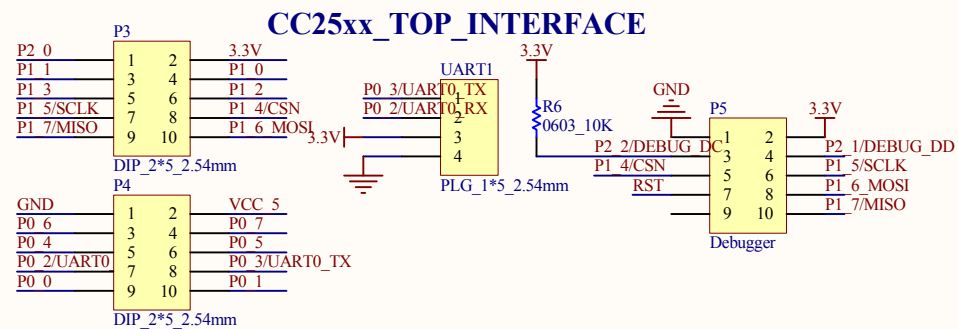 CC25xx_TOP_INTERFACE
P3
P2_0 1 2 3.3V
P1_1 3 4 P1_0
P1_3 5 6 P1_2
P1_5/SCLK 7 8 P1_4/CSN
P1_7/MISO 9 10 P1_6_MOSI
DIP_2*5_2.54mm
P4
GND 1 2 VCC_5
P0_6 3 4 P0_7
P0_4 5 6 P0_5
P0_2/UART0_ 7 8 P0_3/UART0_TX
P0_0 9 10 P0_1
DIP_2*5_2.54mm
UART1
P0_3/UART0_TX 1
P0_2/UART0_RX 2
3.3V 3
4
PLG_1*5_2.54mm
3.3V
R6
0603_10K
GND
P5
3.3V
1 2
P2_2/DEBUG_DC 3 4 P2_1/DEBUG_DD
P1_4/CSN 5 6 P1_5/SCLK
RST 7 8 P1_6_MOSI
9 10 P1_7/MISO
Debugger